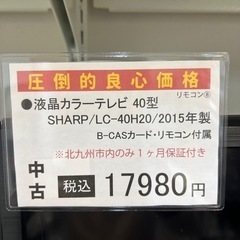 圧倒的良心価格
リモコン⑧
●液晶カラーテレビ 40型
SHARP/LC-40H20/2015年製
B-CASカード・リモコン付属
※北九州市内のみ1ヶ月保証付き
中古 税込 17980円